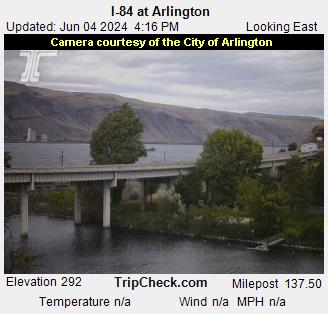 I-84 at Arlington
Updated: Jun 04 2024 4:16 PM Looking East
Camera courtesy of the City of Arlington
Elevation 292 TripCheck.com Milepost 137.50
Temperature n/a Wind n/a MPH n/a